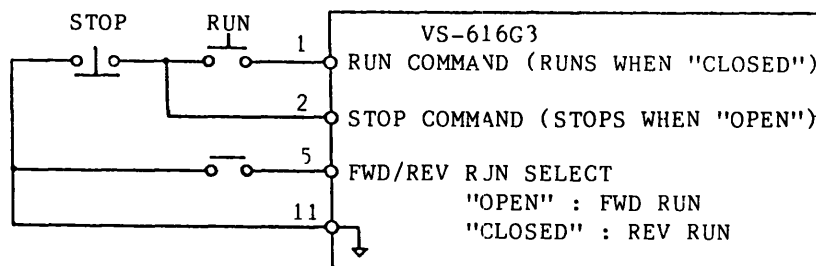 STOP RUN VS-616G3
1 RUN COMMAND (RUNS WHEN "CLOSED")
2 STOP COMMAND (STOPS WHEN "OPEN")
5 FWD/REV RUN SELECT
"OPEN" : FWD RUN
11 "CLOSED" : REV RUN